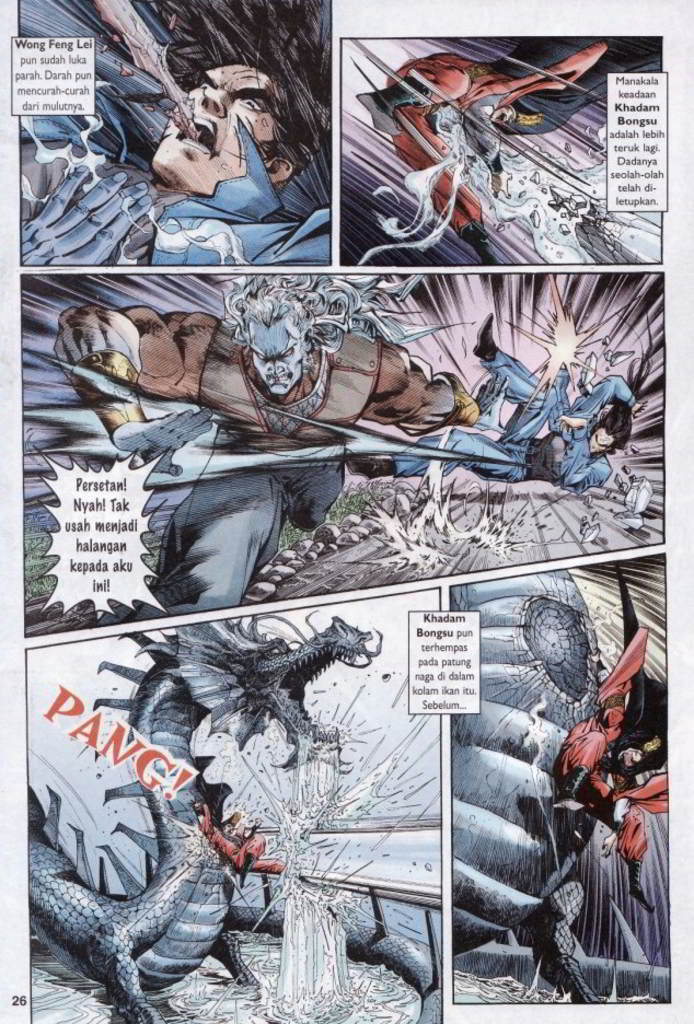 Wong Feng Lei
pun sudah luka
parah. Darah pun
mencurah-curah
dari mulutnya.
Manakala
keadaan
Khadam
Bongsu
adalah lebih
teruk lagi.
Dadanya
seolah-olah
telah di-
letupkan.
Persetan!
Nyah! Tak
usah menjadi
halangan
kepada aku
ini!
PANG!
Khadam
Bongsu pun
terhempas
pada patung
naga di dalam
kolam ikan itu.
Sebelum...
26